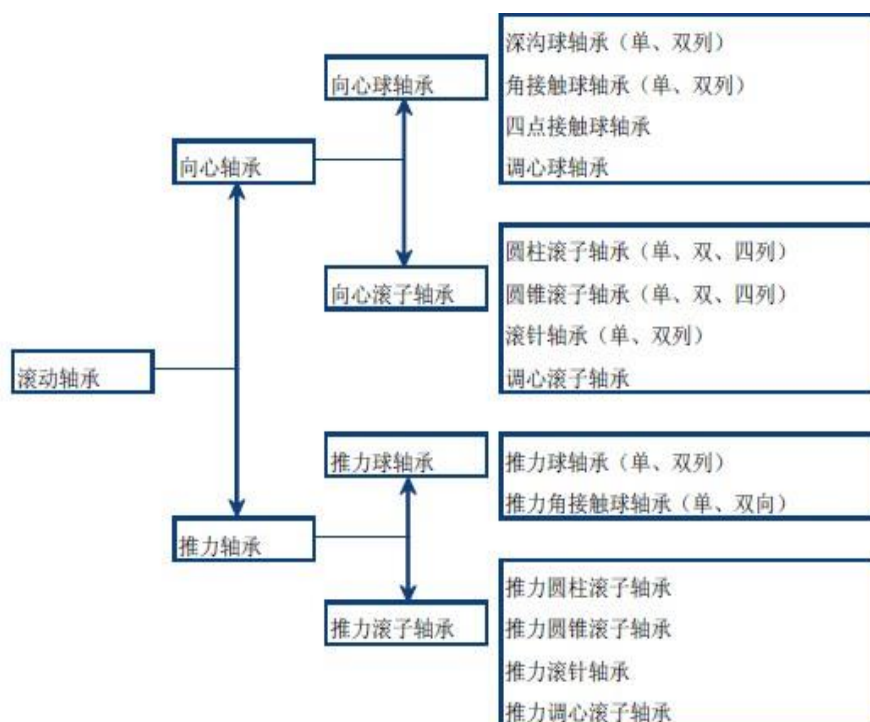 深沟球轴承（单、双列）
向心球轴承
角接触球轴承（单、双列）
四点接触球轴承
向心轴承
调心球轴承
圆柱滚子轴承（单、双、四列）
向心滚子轴承
圆锥滚子轴承（单、双、四列）
滚针轴承（单、双列）
滚动轴承
调心滚子轴承
推力球轴承
推力球轴承（单、双列）
推力角接触球轴承（单、双向）
推力轴承
推力圆柱滚子轴承
推力滚子轴承
推力圆锥滚子轴承
推力滚针轴承
推力调心滚子轴承